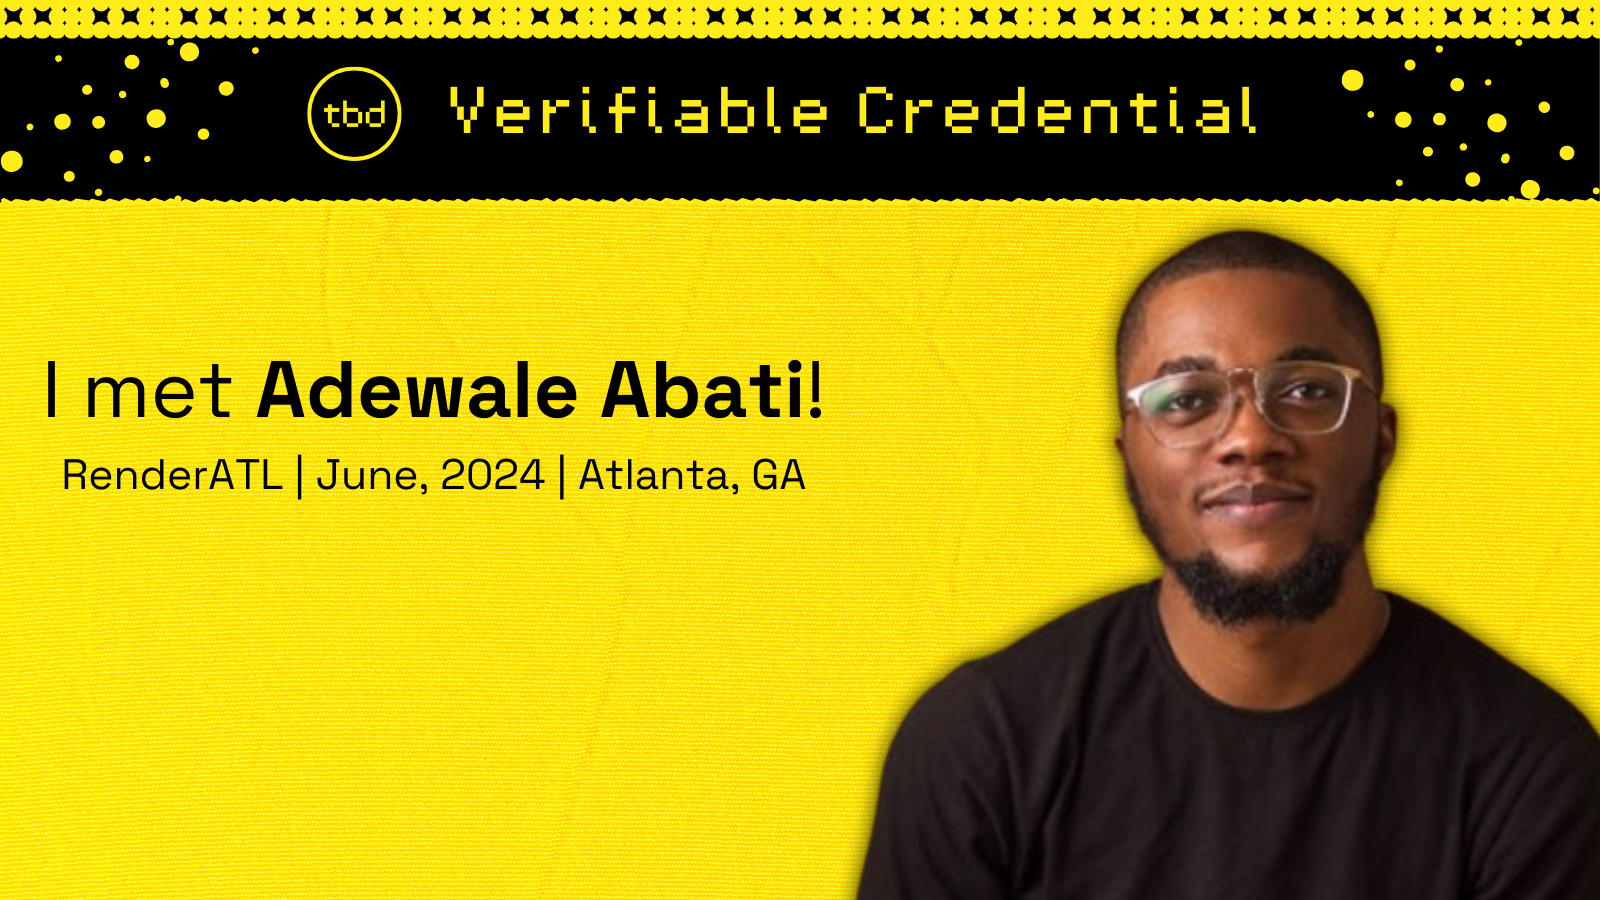 tbd Verifiable Credential
I met Adewale Abati!
RenderATL | June, 2024 | Atlanta, GA